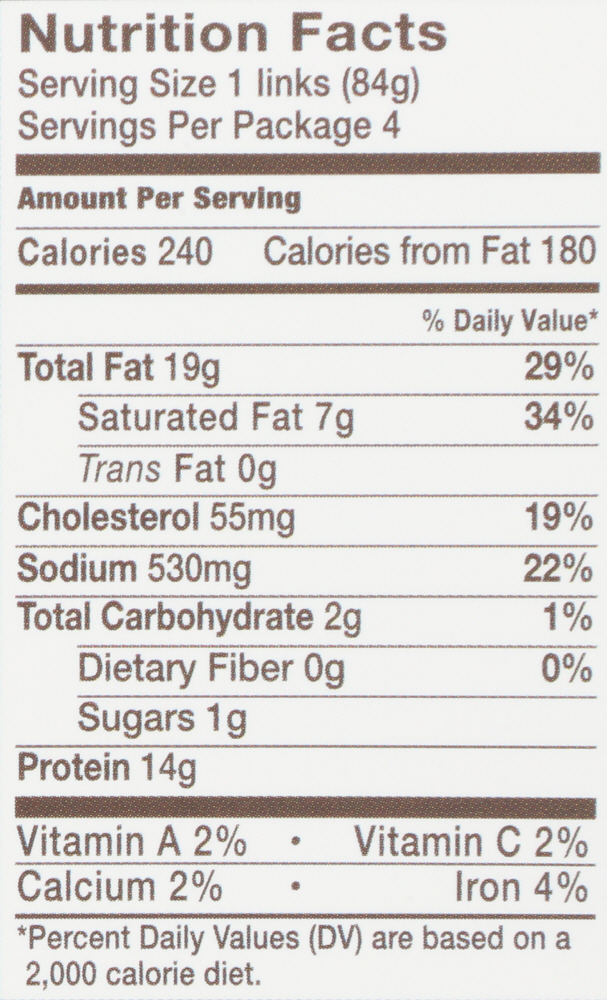 Nutrition Facts
Serving Size 1 links (84g)
Servings Per Package 4
Amount Per Serving
Calories 240 Calories from Fat 180
% Daily Value*
Total Fat 19g 29%
Saturated Fat 7g 34%
Trans Fat 0g
Cholesterol 55mg 19%
Sodium 530mg 22%
Total Carbohydrate 2g 1%
Dietary Fiber 0g 0%
Sugars 1g
Protein 14g
Vitamin A 2% • Vitamin C 2%
Calcium 2% • Iron 4%
*Percent Daily Values (DV) are based on a
2,000 calorie diet.